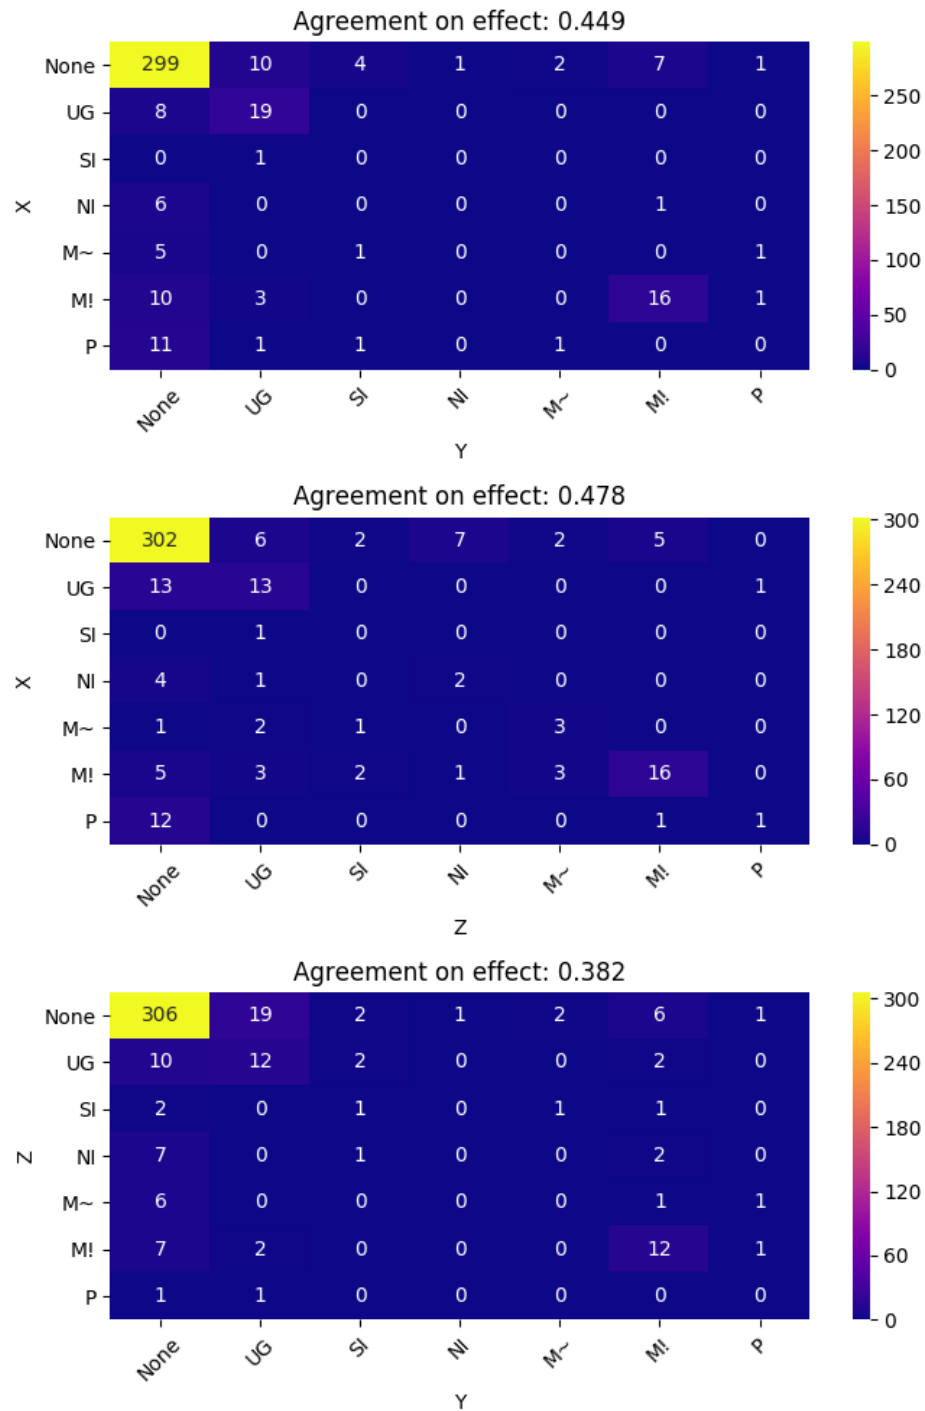 Agreement on effect: 0.449
None 299 10 4 1 2 7 1
UG 8 19 0 0 0 0 0
SI 0 1 0 0 0 0 0
X NI 6 0 0 0 0 1 0
M~ 5 0 1 0 0 0 1
M! 10 3 0 0 0 16 1
P 11 1 1 0 1 0 0
None UG SI NI M~ M! P
Y
250
200
150
100
50
0
Agreement on effect: 0.478
None 302 6 2 7 2 5 0
UG 13 13 0 0 0 0 1
SI 0 1 0 0 0 0 0
X NI 4 1 0 2 0 0 0
M~ 1 2 1 0 3 0 0
M! 5 3 2 1 3 16 0
P 12 0 0 0 0 1 1
None UG SI NI M~ M! P
Z
300
240
180
120
60
0
Agreement on effect: 0.382
None 306 19 2 1 2 6 1
UG 10 12 2 0 0 2 0
SI 2 0 1 0 1 1 0
Z NI 7 0 1 0 0 2 0
M~ 6 0 0 0 0 1 1
M! 7 2 0 0 0 12 1
P 1 1 0 0 0 0 0
None UG SI NI M~ M! P
Y
300
240
180
120
60
0